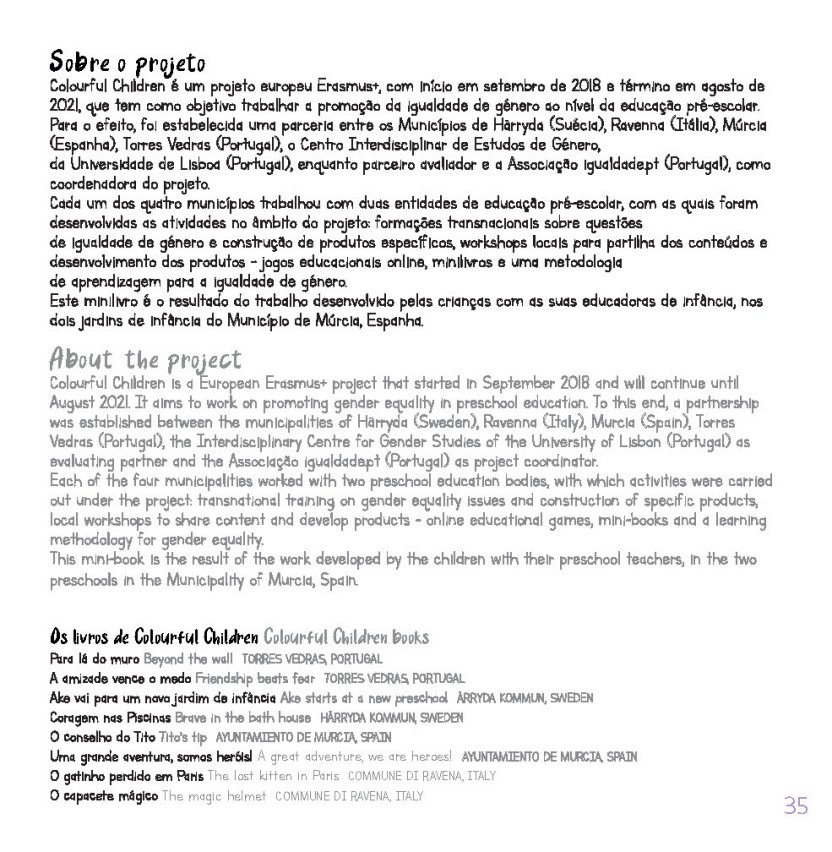 Sobre o projeto
Colourful Children é um projeto europeu Erasmus+, com início em setembro de 2018 e término em agosto de
2021, que tem como objetivo trabalhar a promoção da igualdade de género ao nível da educação pré-escolar.
Para o efeito, foi estabelecida uma parceria entre os Municípios de Härryda (Suécia), Ravenna (Itália), Múrcia
(Espanha), Torres Vedras (Portugal), o Centro Interdisciplinar de Estudos de Género,
da Universidade de Lisboa (Portugal), enquanto parceiro avaliador e a Associação igualdade.pt (Portugal), como
coordenadora do projeto.
Cada um dos quatro municípios trabalhou com duas entidades de educação pré-escolar, com as quais foram
desenvolvidas as atividades no âmbito do projeto: formações transnacionais sobre questões
de igualdade de género e construção de produtos específicos, workshops locais para partilha dos conteúdos e
desenvolvimento dos produtos - jogos educacionais online, minilivros e uma metodologia
de aprendizagem para a igualdade de género.
Este minilivro é o resultado do trabalho desenvolvido pelas crianças com as suas educadoras de infância, nos
dois jardins de infância do Município de Múrcia, Espanha.
About the project
Colourful Children is a European Erasmus+ project that started in September 2018 and will continue until
August 2021. It aims to work on promoting gender equality in preschool education. To this end, a partnership
was established between the municipalities of Härryda (Sweden), Ravenna (Italy), Murcia (Spain), Torres
Vedras (Portugal), the Interdisciplinary Centre for Gender Studies of the University of Lisbon (Portugal) as
evaluating partner and the Associação igualdade.pt (Portugal) as project coordinator.
Each of the four municipalities worked with two preschool education bodies, with which activities were carried
out under the project: transnational training on gender equality issues and construction of specific products,
local workshops to share content and develop products - online educational games, mini-books and a learning
methodology for gender equality.
This mini-book is the result of the work developed by the children with their preschool teachers, in the two
preschools in the Municipality of Murcia, Spain.
Os livros de Colourful Children Colourful Children books
Para lá do muro Beyond the wall TORRES VEDRAS, PORTUGAL
A amizade vence o medo Friendship beats fear TORRES VEDRAS, PORTUGAL
Ake vai para um novo jardim de infância Ake starts at a new preschool ÄRRYDA KOMMUN, SWEDEN
Coragem nas Piscinas Brave in the bath house HÄRRYDA KOMMUN, SWEDEN
O conselho do Tito Tito's tip AYUNTAMIENTO DE MURCIA, SPAIN
Uma grande aventura, somos heróis! A great adventure, we are heroes! AYUNTAMIENTO DE MURCIA, SPAIN
O gatinho perdido em Paris The lost kitten in Paris COMMUNE DI RAVENA, ITALY
O capacete mágico The magic helmet COMMUNE DI RAVENA, ITALY
35